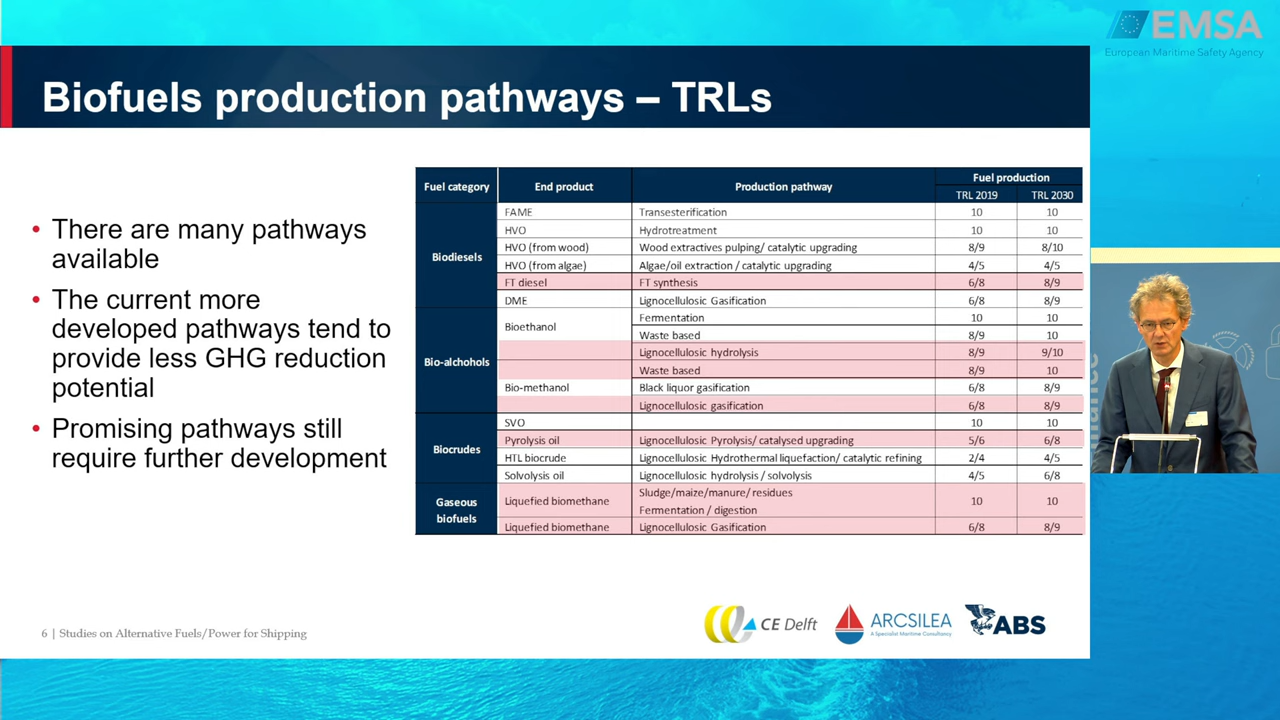 EMSA
European Maritime Safety Agency
Biofuels production pathways – TRLs
• There are many pathways
available
• The current more
developed pathways tend to
provide less GHG reduction
potential
• Promising pathways still
require further development
Fuel category End product Production pathway Fuel production
TRL 2019 TRL 2030
Biodiesels
FAME Transesterification 10 10
HVO Hydrotreatment 10 10
HVO (from wood) Wood extractives pulping/ catalytic upgrading 8/9 8/10
HVO (from algae) Algae/oil extraction / catalytic upgrading 4/5 4/5
FT diesel FT synthesis 6/8 8/9
DME Lignocellulosic Gasification 6/8 8/9
Bio-alchohols
Bioethanol
Fermentation 10 10
Waste based 8/9 10
Lignocellulosic hydrolysis 8/9 9/10
Waste based 8/9 10
Bio-methanol Black liquor gasification 6/8 8/9
Lignocellulosic gasification 6/8 8/9
Biocrudes
SVO 10 10
Pyrolysis oil Lignocellulosic Pyrolysis/ catalysed upgrading 5/6 6/8
HTL biocrude Lignocellulosic Hydrothermal liquefaction/ catalytic refining 2/4 4/5
Solvolysis oil Lignocellulosic hydrolysis / solvolysis 4/5 6/8
Gaseous
biofuels
Liquefied biomethane Sludge/maize/manure/ residues
Fermentation / digestion 10 10
Liquefied biomethane Lignocellulosic Gasification 6/8 8/9
6 | Studies on Alternative Fuels/Power for Shipping
CE Delft
ARCSILEA
A Specialist Maritime Consultancy
ABS